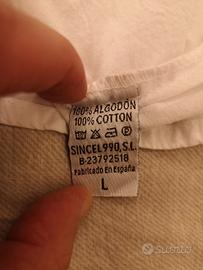 100% ALGODÓN
100% COTTON
SINCEL990,S.L.
B-23792518
Fabricado En España
L
Subito